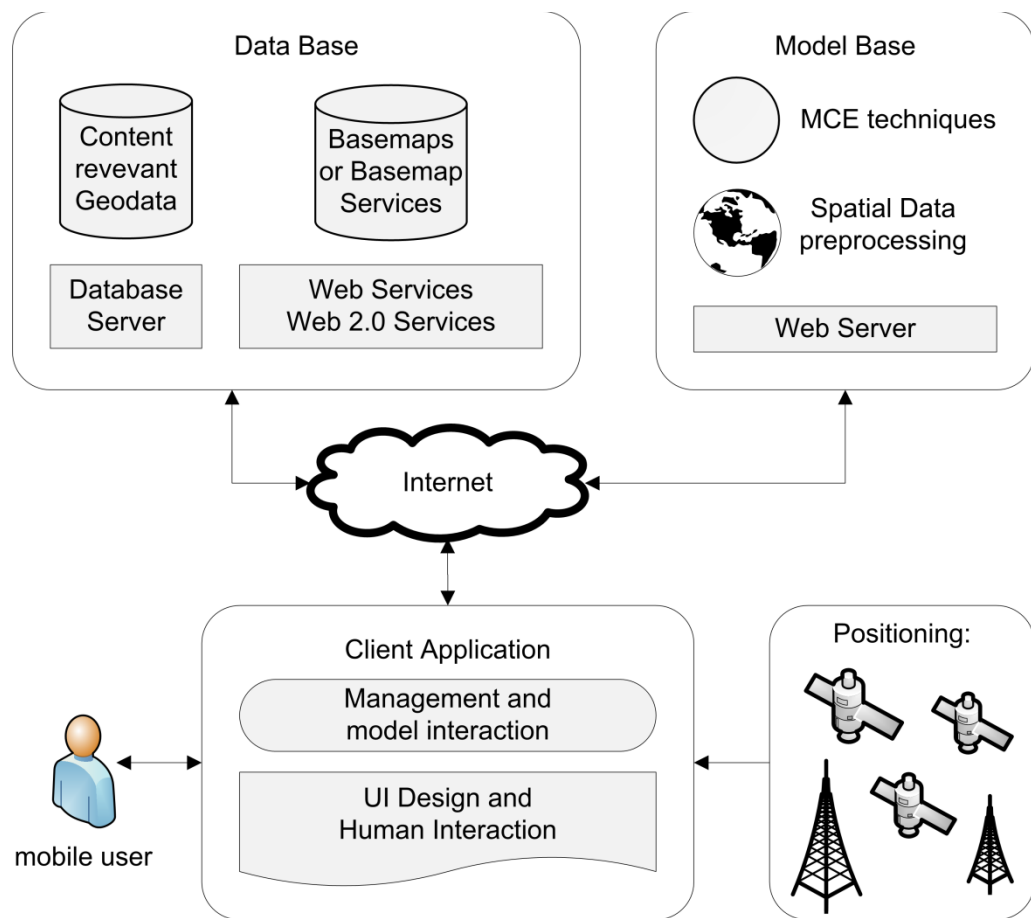 Data Base
Content
revevant
Geodata
Basemaps
or Basemap
Services
Database
Server
Web Services
Web 2.0 Services
Model Base
MCE techniques
Spatial Data
preprocessing
Web Server
Internet
Client Application
Management and
model interaction
UI Design and
Human Interaction
mobile user
Positioning: